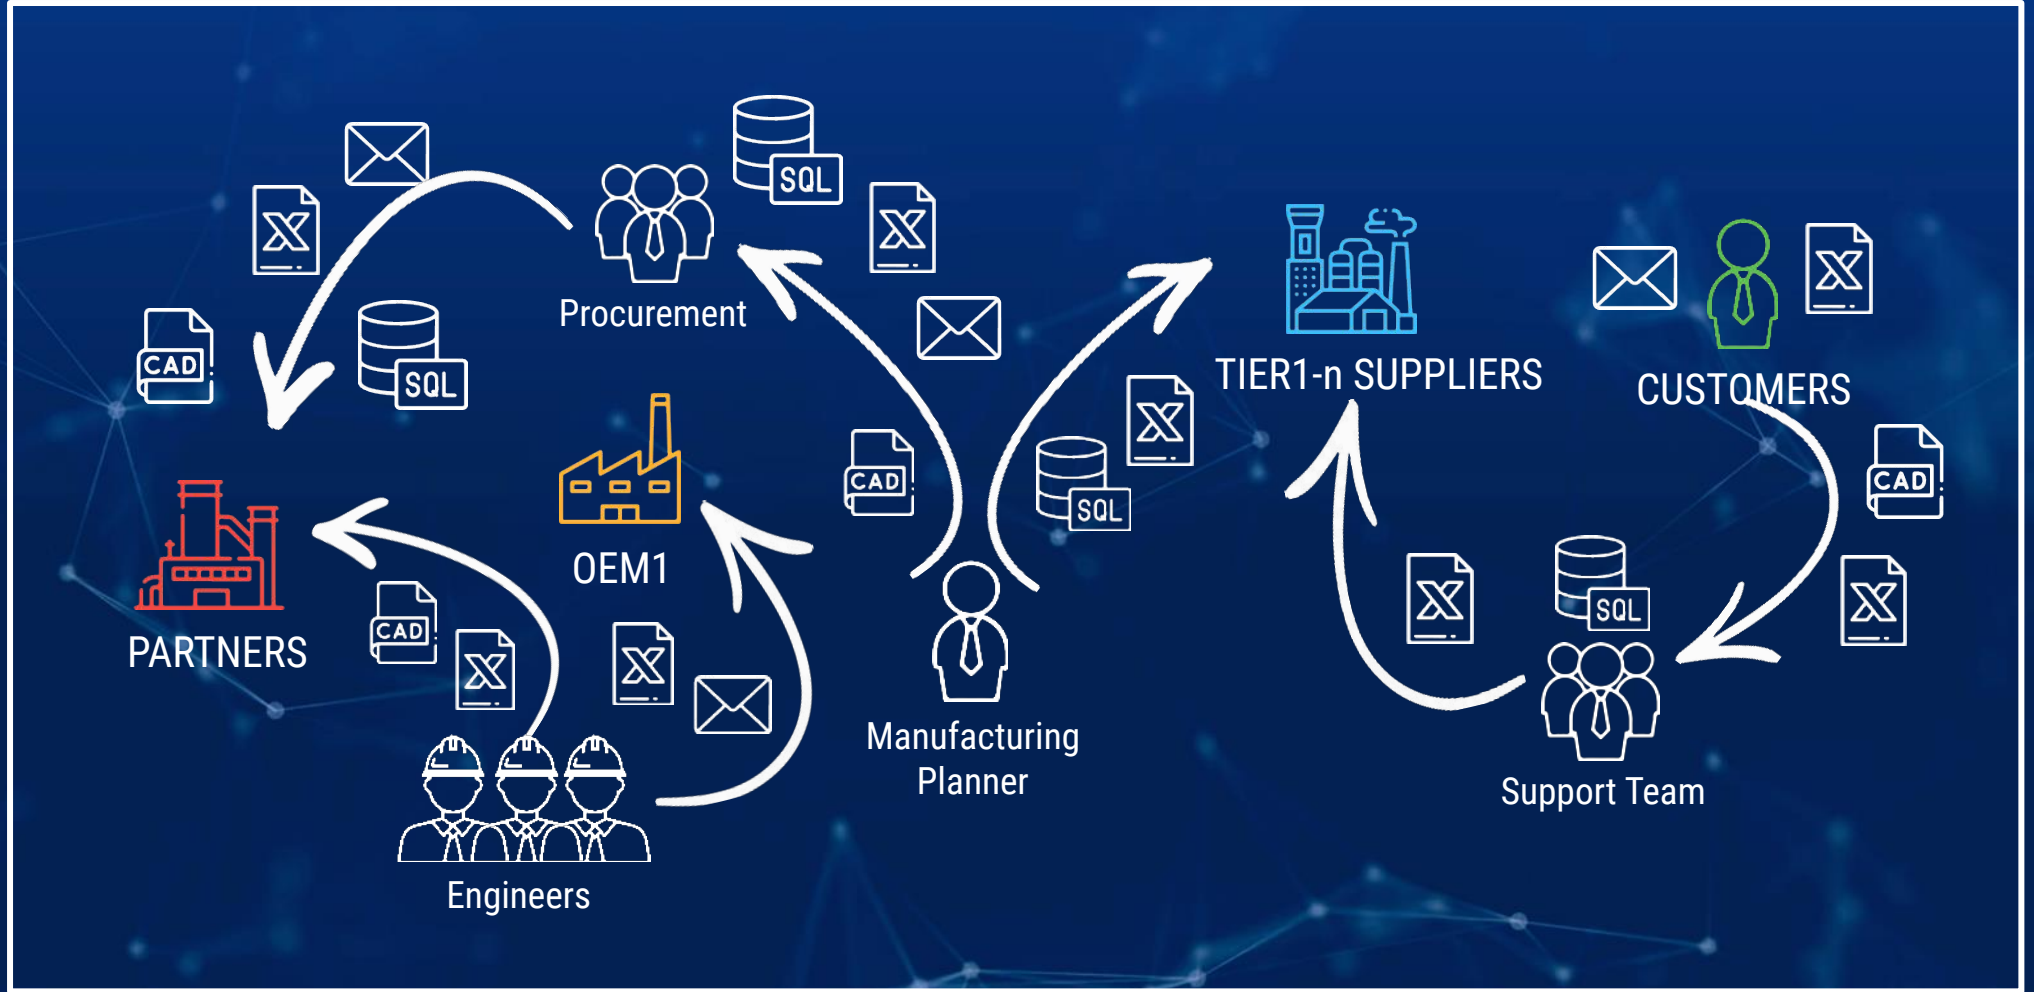 SQL
Procurement
CAD
SQL
TIER1-n SUPPLIERS
CUSTOMERS
CAD
SQL
CAD
OEM1
SQL
CAD
PARTNERS
Manufacturing
Planner
Support Team
Engineers